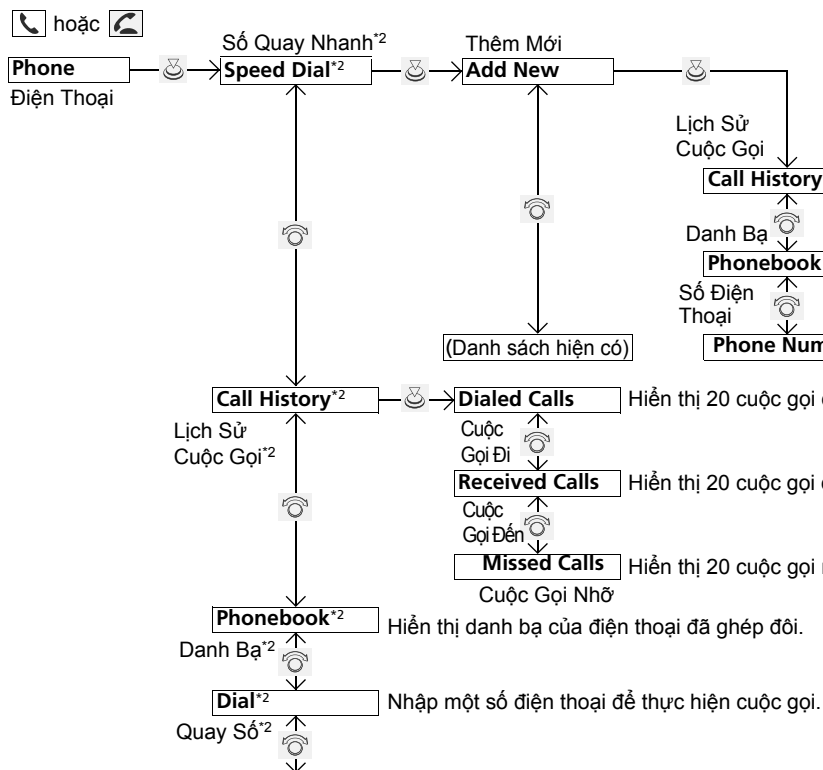 hoặc
Số Quay Nhanh*2
Thêm Mới
Phone
Speed Dial*2
Add New
Điện Thoại
Lịch Sử
Cuộc Gọi
Call History
Danh Bạ
Phonebook
Số Điện
Thoại
Phone Num
(Danh sách hiện có)
Call History*2
Dialed Calls
Hiển thị 20 cuộc gọi
Lịch Sử
Cuộc Gọi*2
Cuộc
Gọi Đi
Received Calls
Hiển thị 20 cuộc gọi
Cuộc
Gọi Đến
Missed Calls
Hiển thị 20 cuộc gọi
Cuộc Gọi Nhỡ
Phonebook*2
Hiển thị danh bạ của điện thoại đã ghép đôi.
Danh Bạ*2
Dial*2
Nhập một số điện thoại để thực hiện cuộc gọi.
Quay Số*2